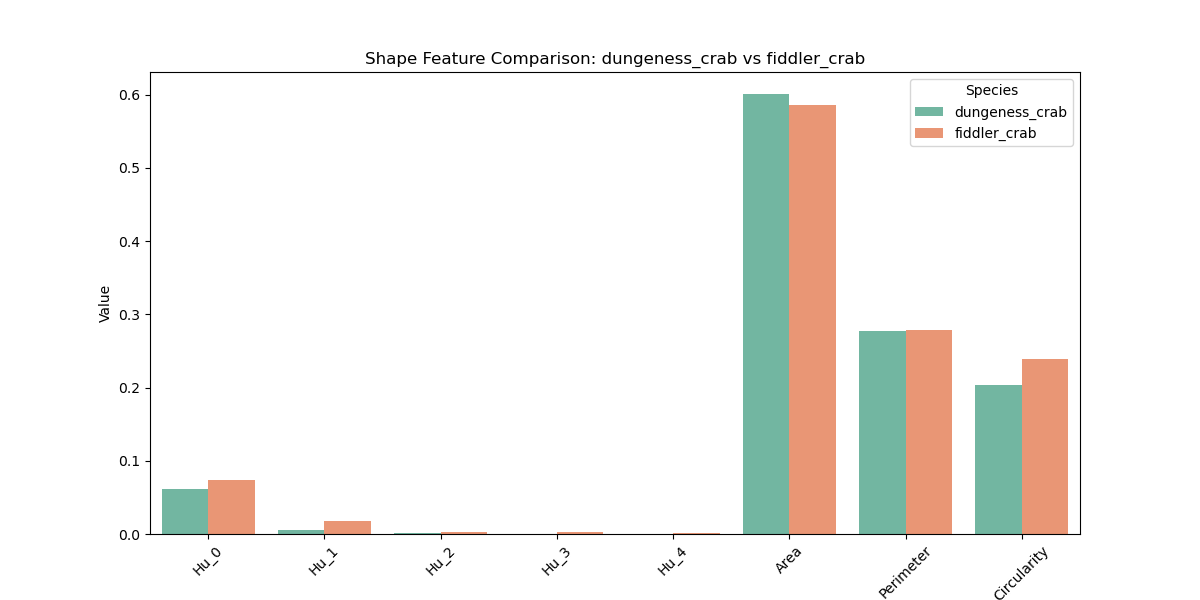 Shape Feature Comparison: dungeness_crab vs fiddler_crab
Species
dungeness_crab
fiddler_crab
Value
0.6
0.5
0.4
0.3
0.2
0.1
0.0
Hu_0
Hu_1
Hu_2
Hu_3
Hu_4
Area
Perimeter
Circularity